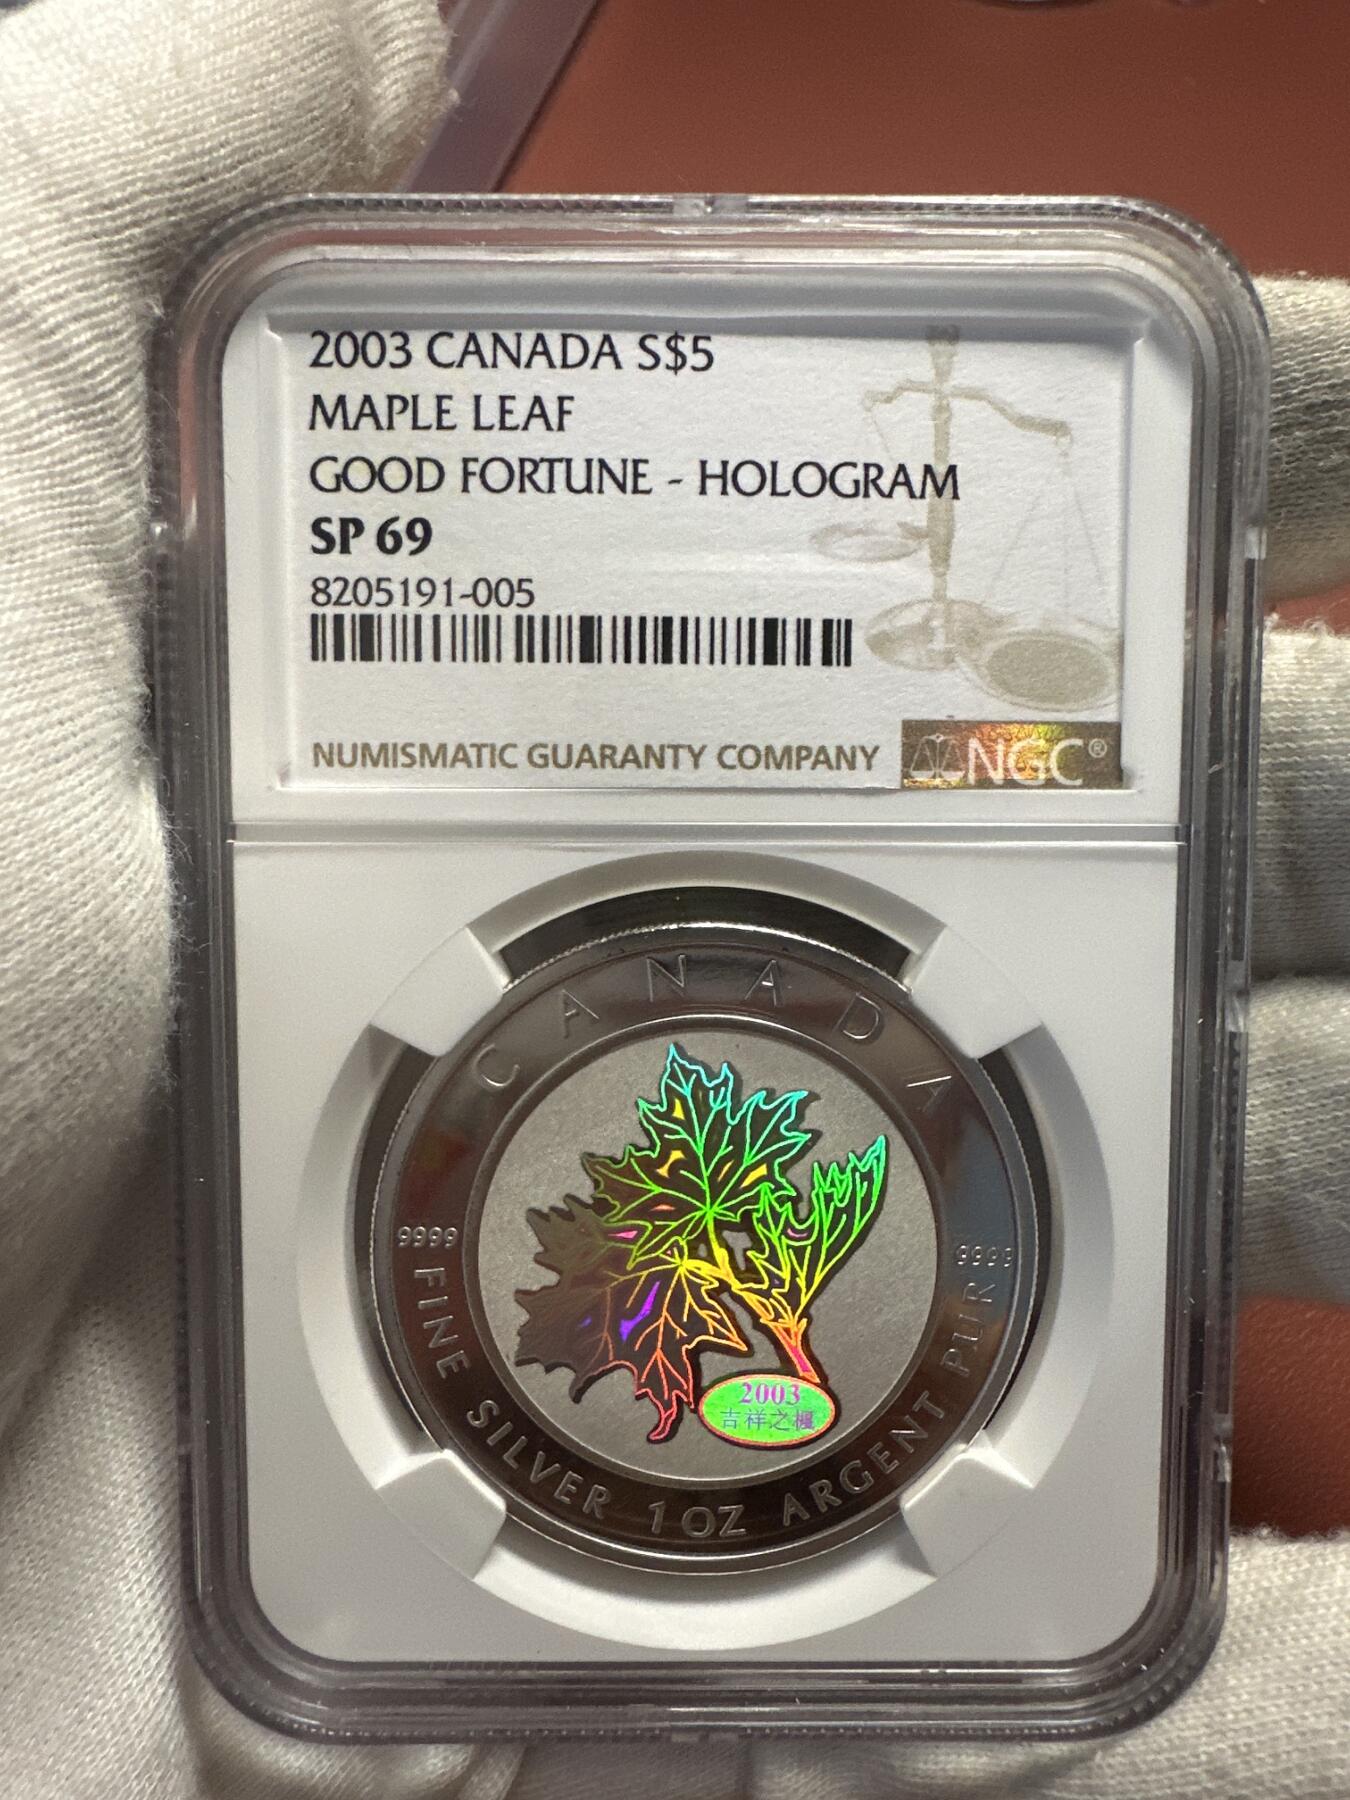 2003 CANADA S$5
MAPLE LEAF
GOOD FORTUNE - HOLOGRAM
SP 69
8205191-005
NUMISMATIC GUARANTY COMPANY
NGC®
CANADA
9999
9999
FINE SILVER 1 OZ ARGENT PUR
2003
吉祥之楓